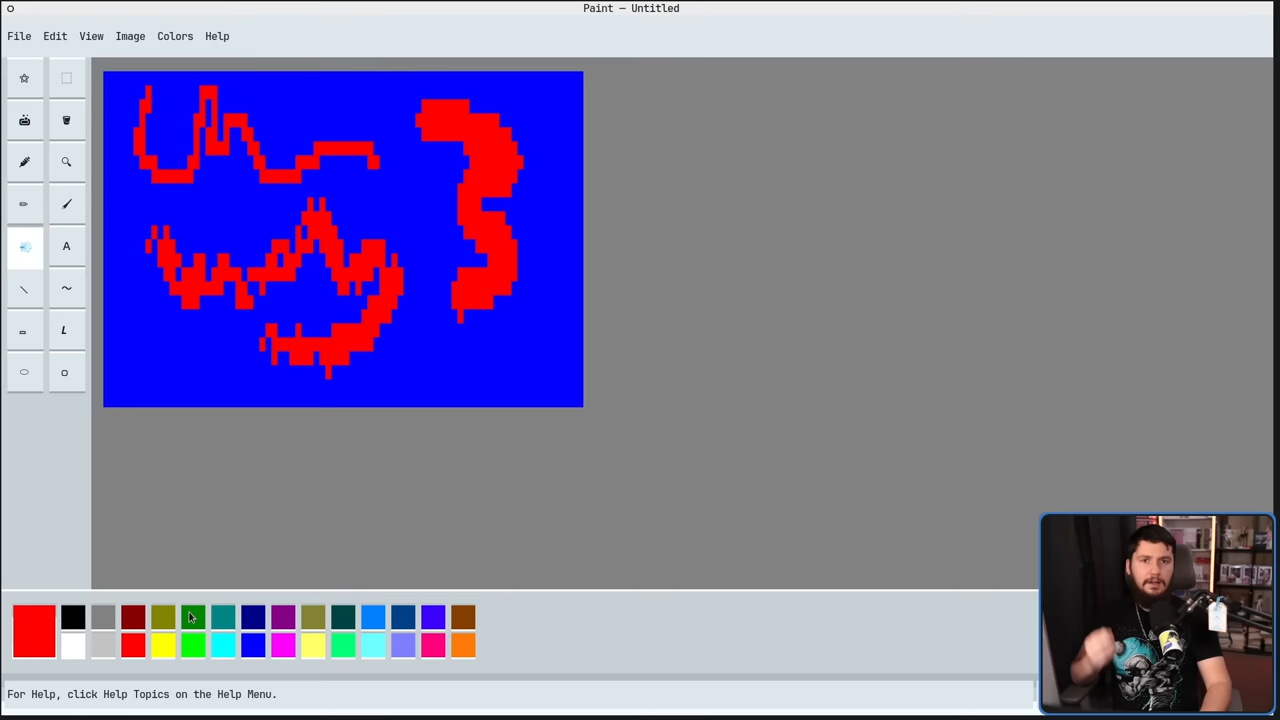 Paint — Untitled
File Edit View Image Colors Help
A
L
For Help, click Help Topics on the Help Menu.